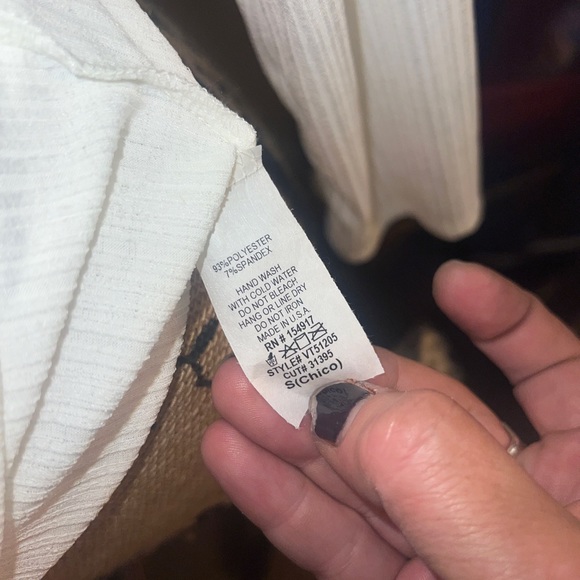 93%POLYESTER
7%SPANDEX
HAND WASH
WITH COLD WATER
DO NOT BLEACH
HANG OR LINE DRY
DO NOT IRON
MADE IN U.S.A.
RN # 154917
STYLE# VT51205
CUT# 31395
S(Chico)